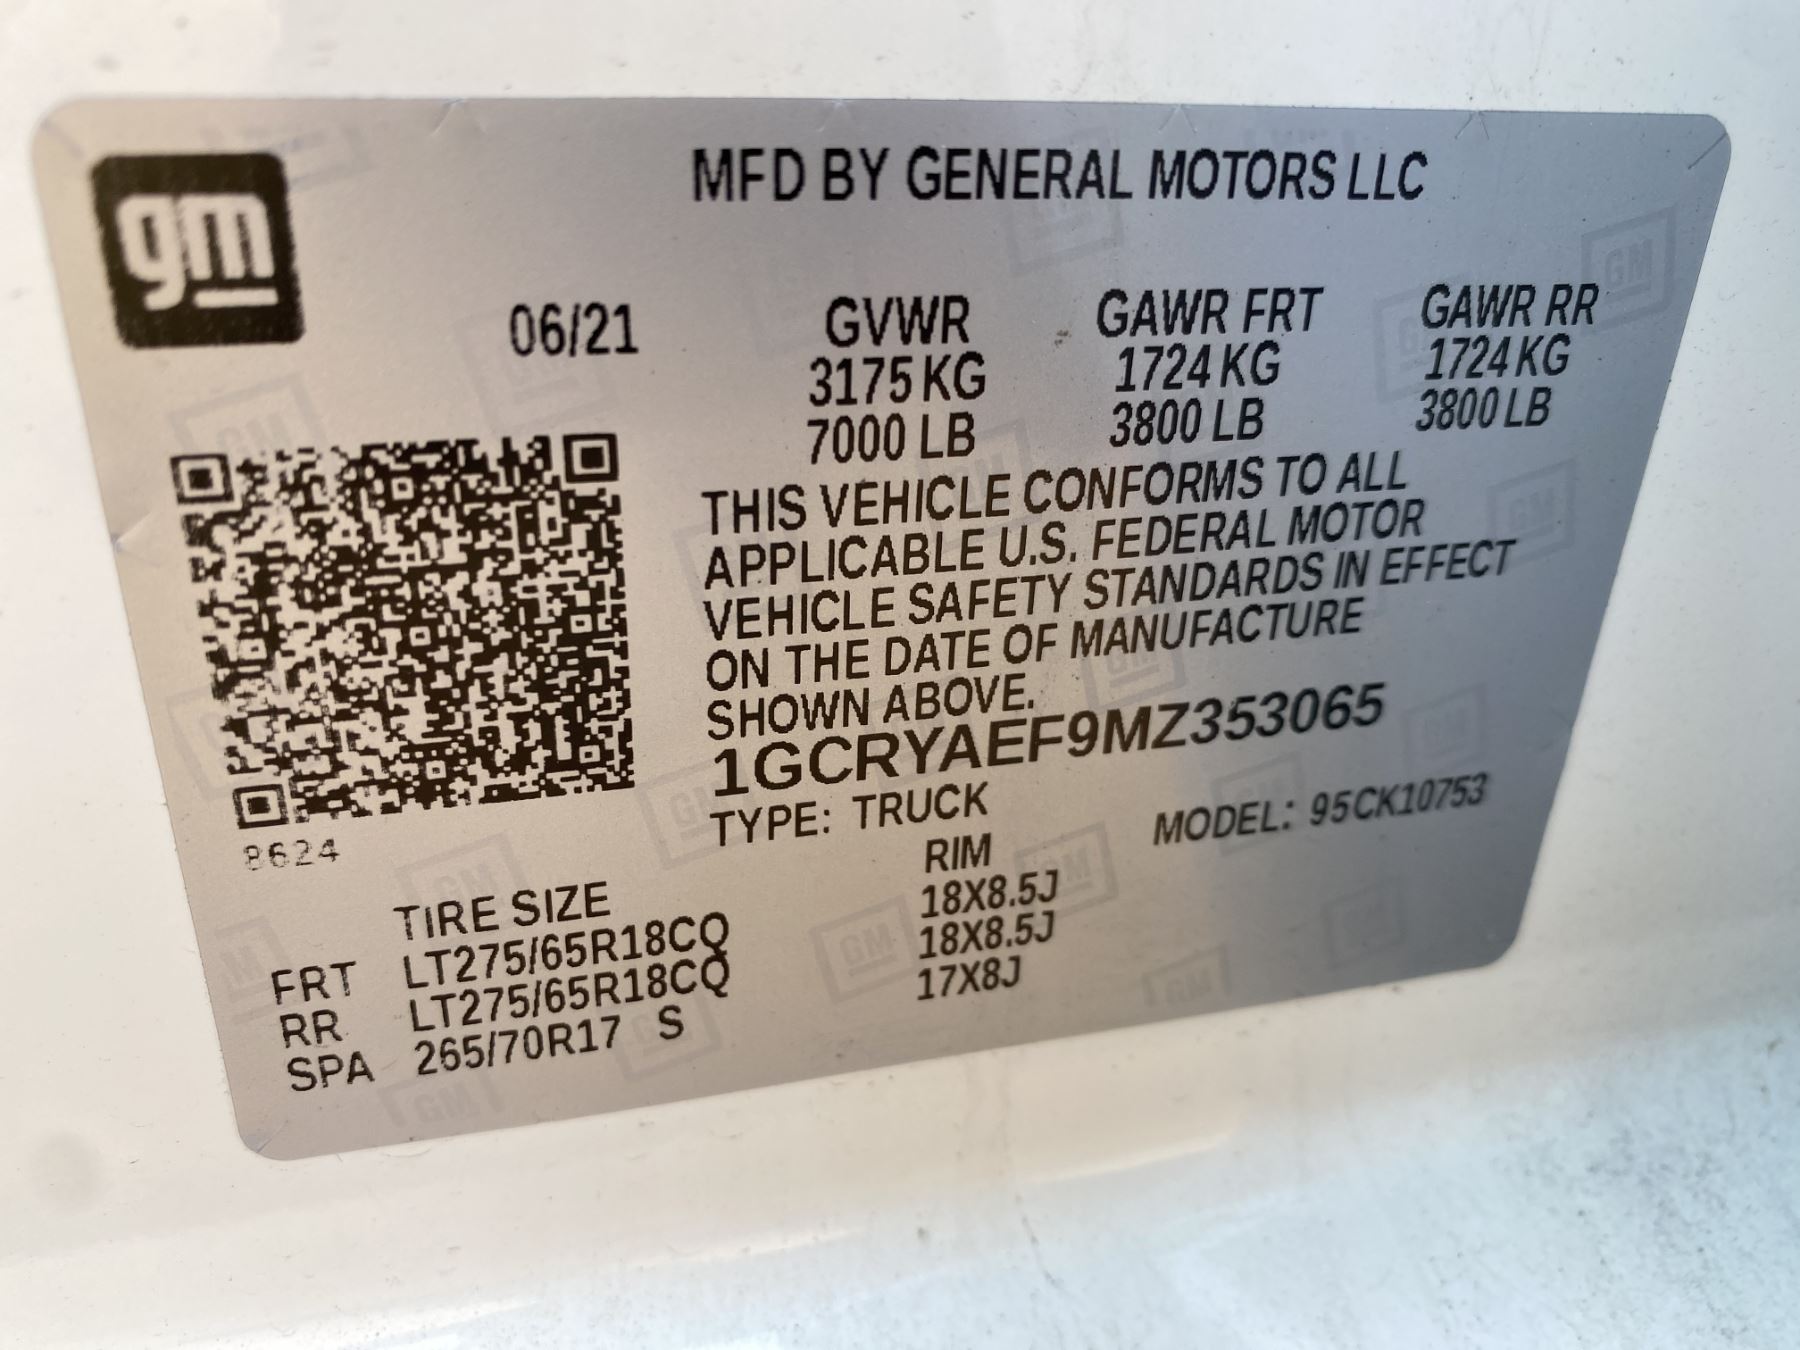 gm
MFD BY GENERAL MOTORS LLC
06/21 GVWR GAWR FRT GAWR RR
3175 KG 1724 KG 1724 KG
7000 LB 3800 LB 3800 LB
THIS VEHICLE CONFORMS TO ALL
APPLICABLE U.S. FEDERAL MOTOR
VEHICLE SAFETY STANDARDS IN EFFECT
ON THE DATE OF MANUFACTURE
SHOWN ABOVE.
1GCRYAEF9MZ353065
TYPE: TRUCK MODEL: 95CK10753
8624
TIRE SIZE RIM
FRT LT275/65R18CQ 18X8.5J
RR LT275/65R18CQ 18X8.5J
SPA 265/70R17 S 17X8J